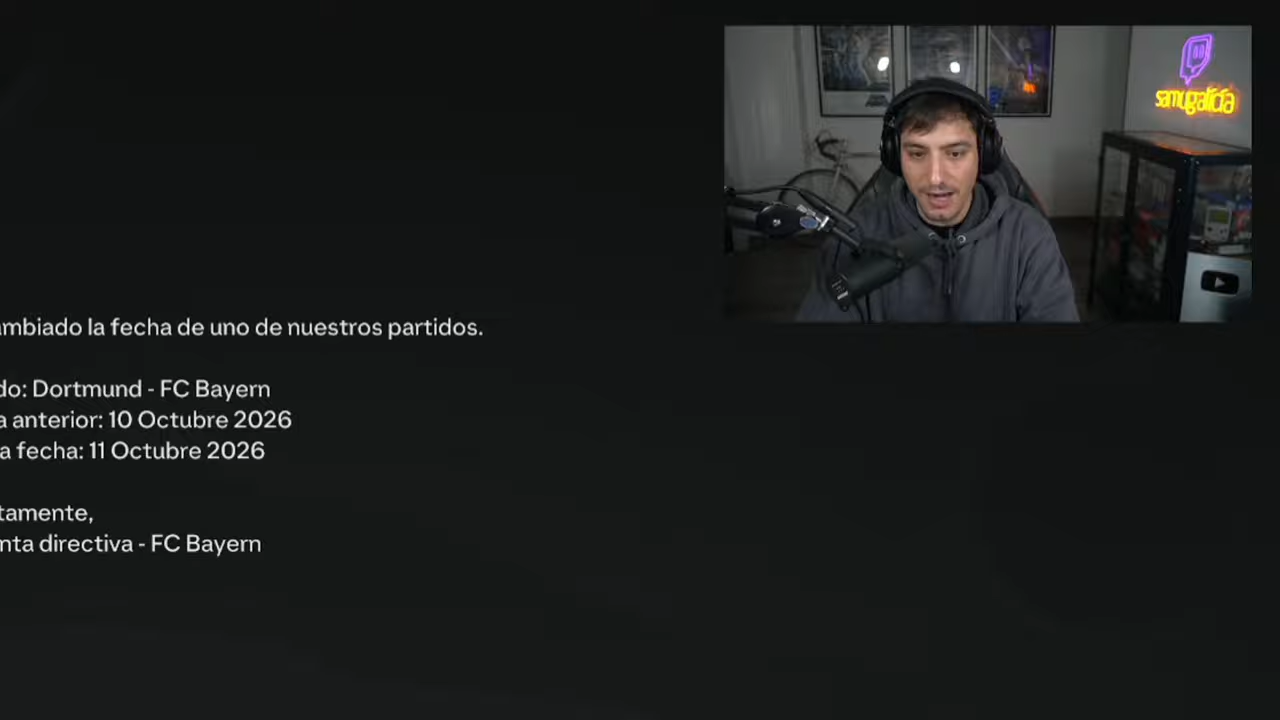 samugalicia
ambiado la fecha de uno de nuestros partidos.
do: Dortmund - FC Bayern
a anterior: 10 Octubre 2026
a fecha: 11 Octubre 2026
tamente,
nta directiva - FC Bayern